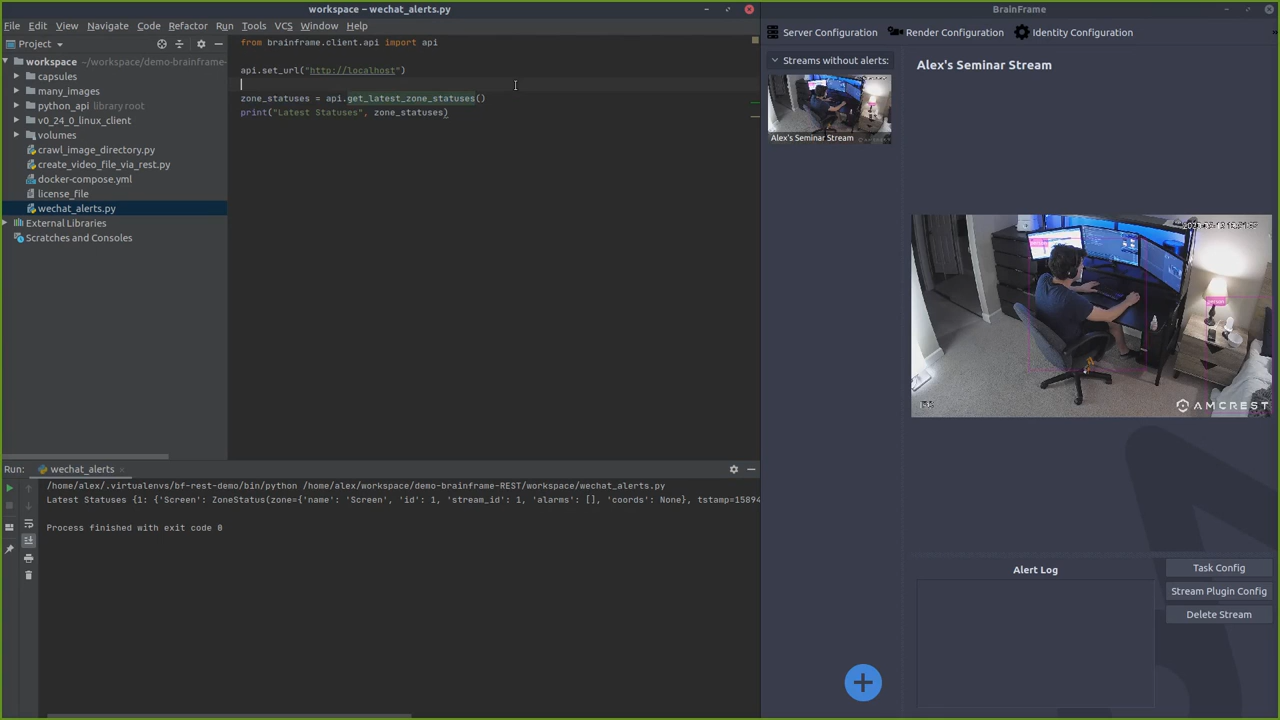 workspace – wechat_alerts.py
File Edit View Navigate Code Refactor Run Tools VCS Window Help
Project
workspace ~/workspace/demo-brainframe-
capsules
many_images
python_api library root
v0_24_0_linux_client
volumes
crawl_image_directory.py
create_video_file_via_rest.py
docker-compose.yml
license_file
wechat_alerts.py
External Libraries
Scratches and Consoles
from brainframe.client.api import api
api.set_url("http://localhost")
zone_statuses = api.get_latest_zone_statuses()
print("Latest Statuses", zone_statuses)
Run: wechat_alerts
/home/alex/.virtualenvs/bf-rest-demo/bin/python /home/alex/workspace/demo-brainframe-REST/workspace/wechat_alerts.py
Latest Statuses {1: {'Screen': ZoneStatus(zone={'name': 'Screen', 'id': 1, 'stream_id': 1, 'alarms': [], 'coords': None}, tstamp=15894
Process finished with exit code 0
BrainFrame
Server Configuration Render Configuration Identity Configuration
Streams without alerts:
Alex's Seminar Stream
Alex's Seminar Stream
AMCREST
Alert Log
Task Config
Stream Plugin Config
Delete Stream